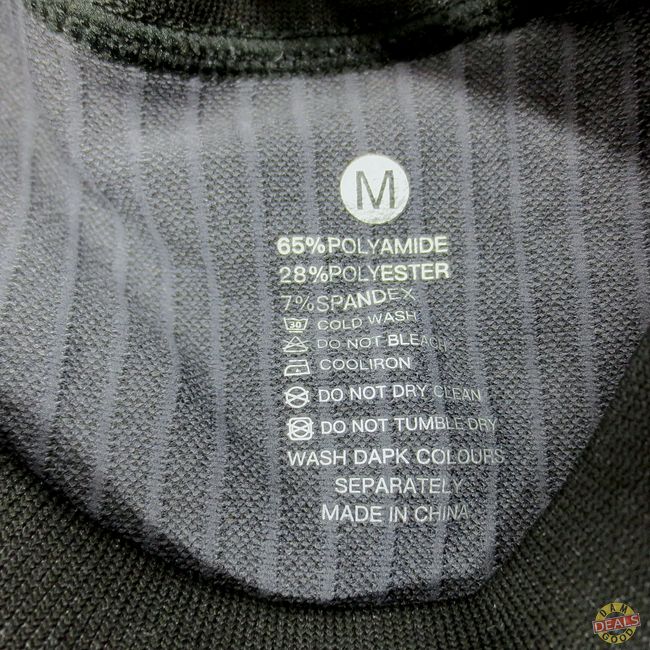 M
65%POLYAMIDE
28%POLYESTER
7%SPANDEX
30 COLD WASH
DO NOT BLEACH
COOLIRON
DO NOT DRY CLEAN
DO NOT TUMBLE DRY
WASH DAPK COLOURS
SEPARATELY
MADE IN CHINA
DAMN
DEALS
GOOD